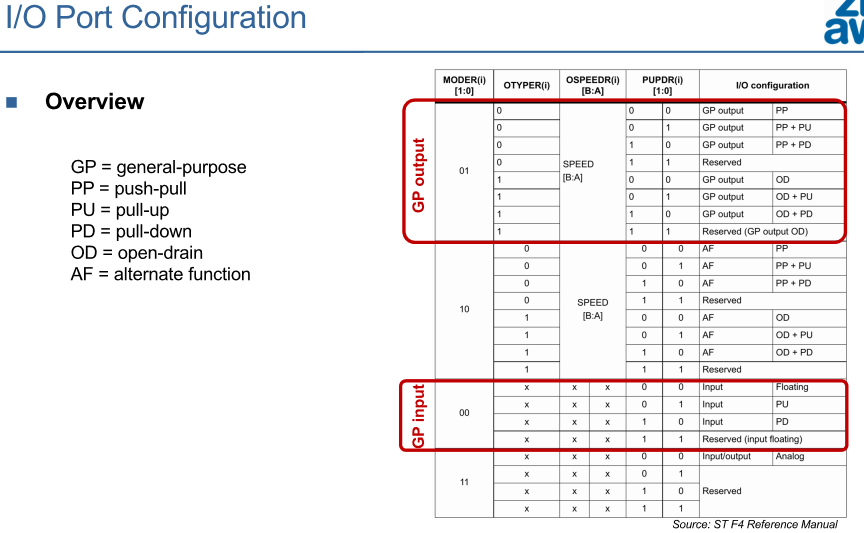 I/O Port Configuration
Overview
GP = general-purpose
PP = push-pull
PU = pull-up
PD = pull-down
OD = open-drain
AF = alternate function
MODER(i) [1:0] OTYPER(i) OSPEEDR(i) [B:A] PUPDR(i) [1:0] I/O configuration
GP output
01
SPEED [B:A]
0 0 0 GP output PP
0 0 1 GP output PP + PU
0 1 0 GP output PP + PD
0 1 1 Reserved
1 0 0 GP output OD
1 0 1 GP output OD + PU
1 1 0 GP output OD + PD
1 1 1 Reserved (GP output OD)
10
SPEED [B:A]
0 0 0 AF PP
0 0 1 AF PP + PU
0 1 0 AF PP + PD
0 1 1 Reserved
1 0 0 AF OD
1 0 1 AF OD + PU
1 1 0 AF OD + PD
1 1 1 Reserved
GP input
00
x x x 0 0 Input Floating
x x x 0 1 Input PU
x x x 1 0 Input PD
x x x 1 1 Reserved (input floating)
11
x x x 0 0 Input/output Analog
x x x 0 1 Reserved
x x x 1 0
x x x 1 1
Source: ST F4 Reference Manual